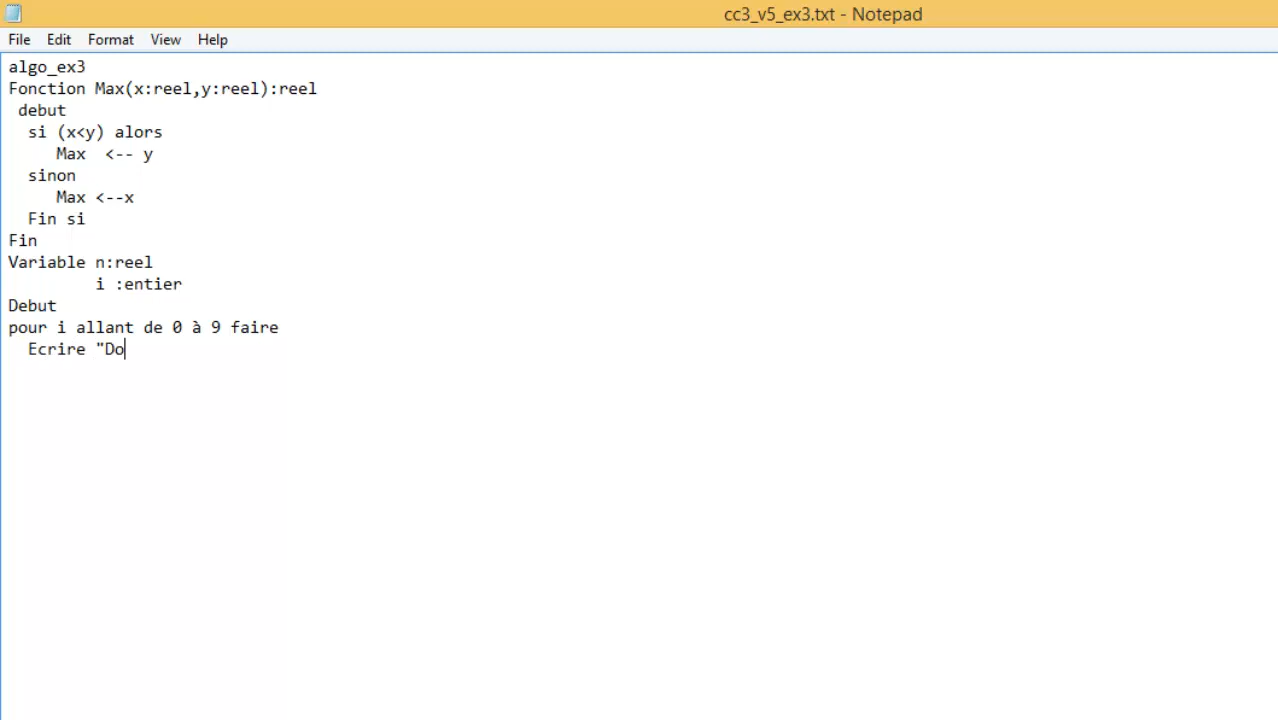 cc3_v5_ex3.txt - Notepad
File Edit Format View Help
algo_ex3
Fonction Max(x:reel,y:reel):reel
 debut
  si (x<y) alors
     Max  <-- y
  sinon
     Max <--x
  Fin si
Fin
Variable n:reel
         i :entier
Debut
pour i allant de 0 à 9 faire
  Ecrire "Do